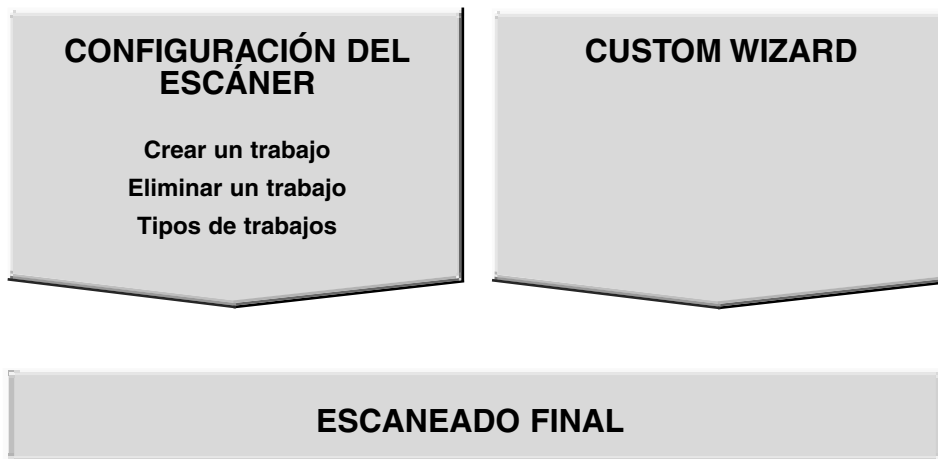 CONFIGURACIÓN DEL
ESCÁNER
Crear un trabajo
Eliminar un trabajo
Tipos de trabajos
CUSTOM WIZARD
ESCANEADO FINAL